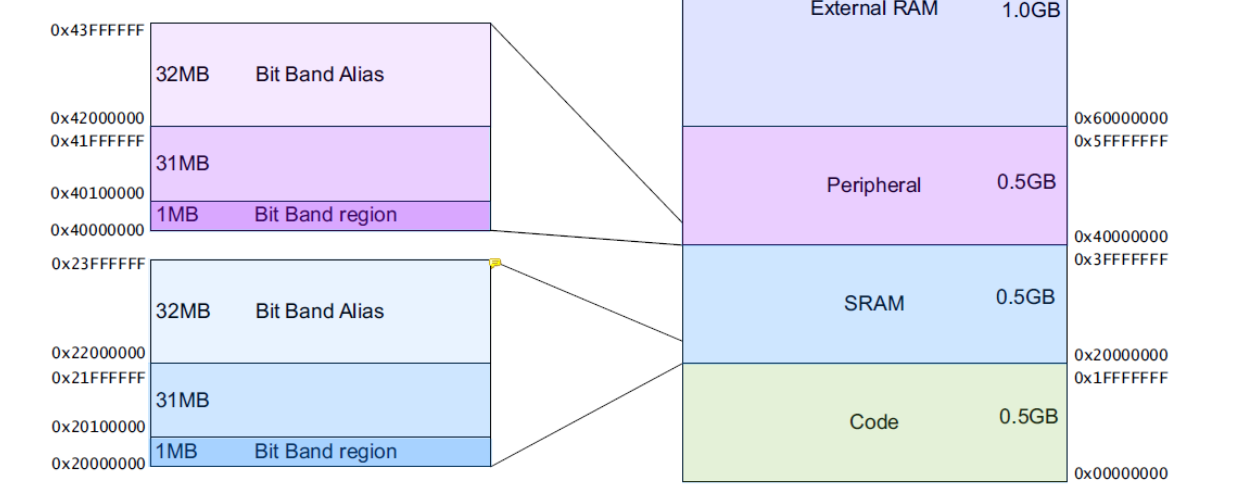 0x43FFFFFF
32MB Bit Band Alias
0x42000000
0x41FFFFFF
31MB
0x40100000
1MB Bit Band region
0x40000000
0x23FFFFFF
32MB Bit Band Alias
0x22000000
0x21FFFFFF
31MB
0x20100000
1MB Bit Band region
0x20000000
External RAM 1.0GB
0x60000000
0x5FFFFFFF
Peripheral 0.5GB
0x40000000
0x3FFFFFFF
SRAM 0.5GB
0x20000000
0x1FFFFFFF
Code 0.5GB
0x00000000